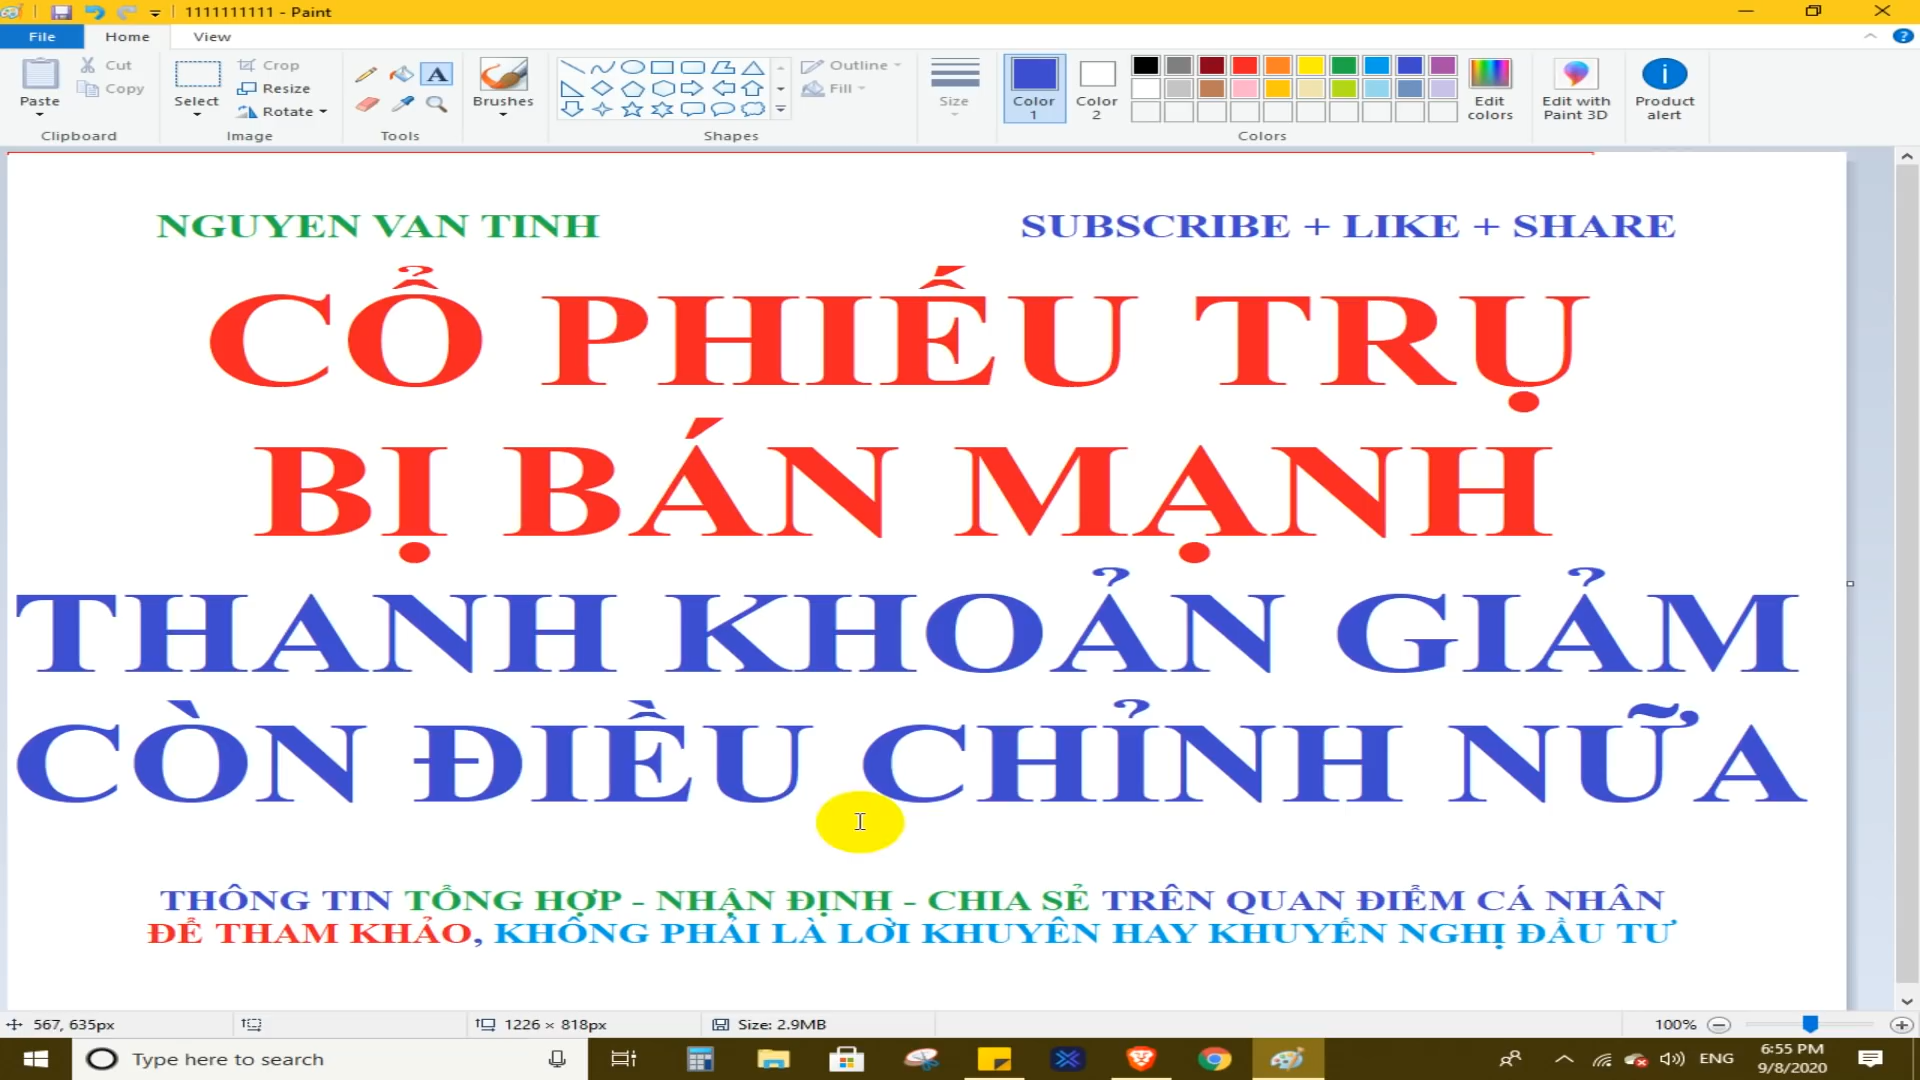 1111111111 - Paint
File Home View
Cut
Copy
Paste
Clipboard
Select
Crop
Resize
Rotate
Image
Tools
Brushes
Outline
Fill
Shapes
Size
Color 1
Color 2
Edit colors
Colors
Edit with Paint 3D
Product alert
NGUYEN VAN TINH SUBSCRIBE + LIKE + SHARE
CỔ PHIẾU TRỤ
BỊ BÁN MẠNH
THANH KHOẢN GIẢM
CÒN ĐIỀU CHỈNH NỮA
THÔNG TIN TỔNG HỢP - NHẬN ĐỊNH - CHIA SẺ TRÊN QUAN ĐIỂM CÁ NHÂN
ĐỂ THAM KHẢO, KHÔNG PHẢI LÀ LỜI KHUYÊN HAY KHUYẾN NGHỊ ĐẦU TƯ
567, 635px 1226 × 818px Size: 2.9MB 100%
Type here to search ENG 6:55 PM
9/8/2020